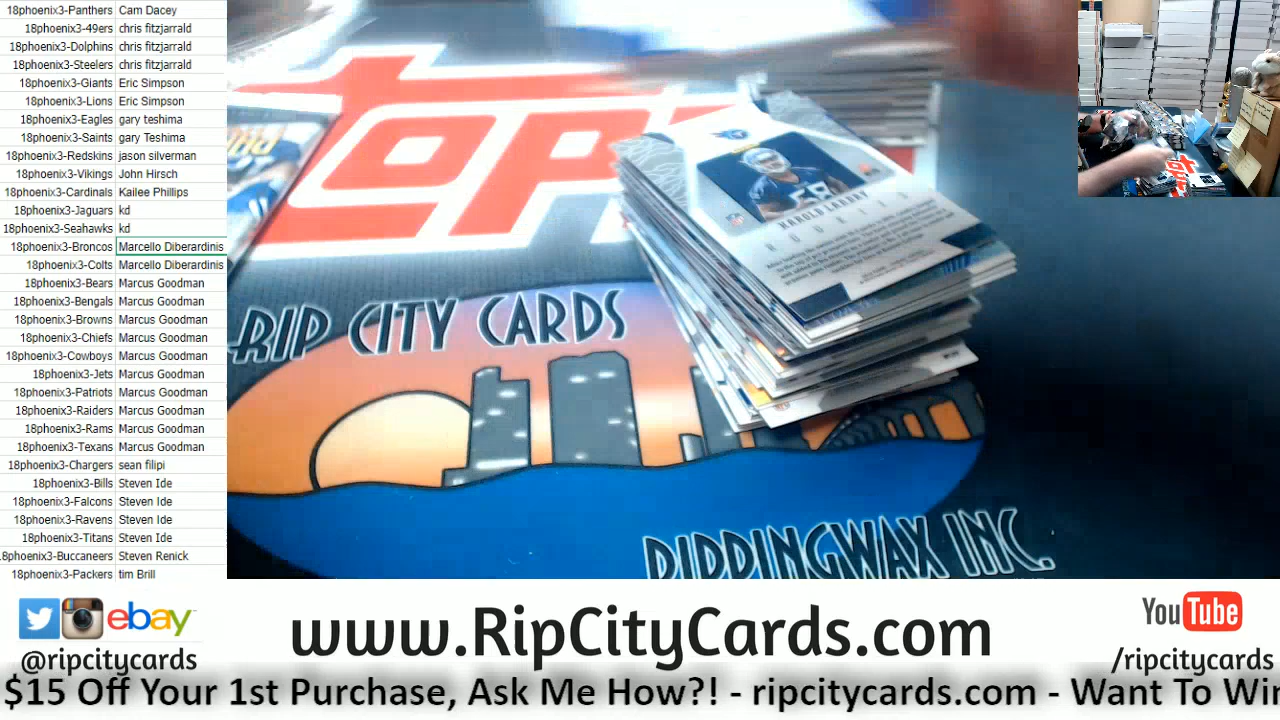 18phoenix3-Panthers Cam Dacey
18phoenix3-49ers chris fitzjarrald
18phoenix3-Dolphins chris fitzjarrald
18phoenix3-Steelers chris fitzjarrald
18phoenix3-Giants Eric Simpson
18phoenix3-Lions Eric Simpson
18phoenix3-Eagles gary teshima
18phoenix3-Saints gary Teshima
18phoenix3-Redskins jason silverman
18phoenix3-Vikings John Hirsch
18phoenix3-Cardinals Kailee Phillips
18phoenix3-Jaguars kd
18phoenix3-Seahawks kd
18phoenix3-Broncos Marcello Diberardinis
18phoenix3-Colts Marcello Diberardinis
18phoenix3-Bears Marcus Goodman
18phoenix3-Bengals Marcus Goodman
18phoenix3-Browns Marcus Goodman
18phoenix3-Chiefs Marcus Goodman
18phoenix3-Cowboys Marcus Goodman
18phoenix3-Jets Marcus Goodman
18phoenix3-Patriots Marcus Goodman
18phoenix3-Raiders Marcus Goodman
18phoenix3-Rams Marcus Goodman
18phoenix3-Texans Marcus Goodman
18phoenix3-Chargers sean filipi
18phoenix3-Bills Steven Ide
18phoenix3-Falcons Steven Ide
18phoenix3-Ravens Steven Ide
18phoenix3-Titans Steven Ide
18phoenix3-Buccaneers Steven Renick
18phoenix3-Packers tim Brill
Topps
HAROLD LANDRY
ROOKIES
RIP CITY CARDS
RIPPINGWAX INC.
ebay
@ripcitycards
www.RipCityCards.com
YouTube
/ripcitycards
$15 Off Your 1st Purchase, Ask Me How?! - ripcitycards.com - Want To Win